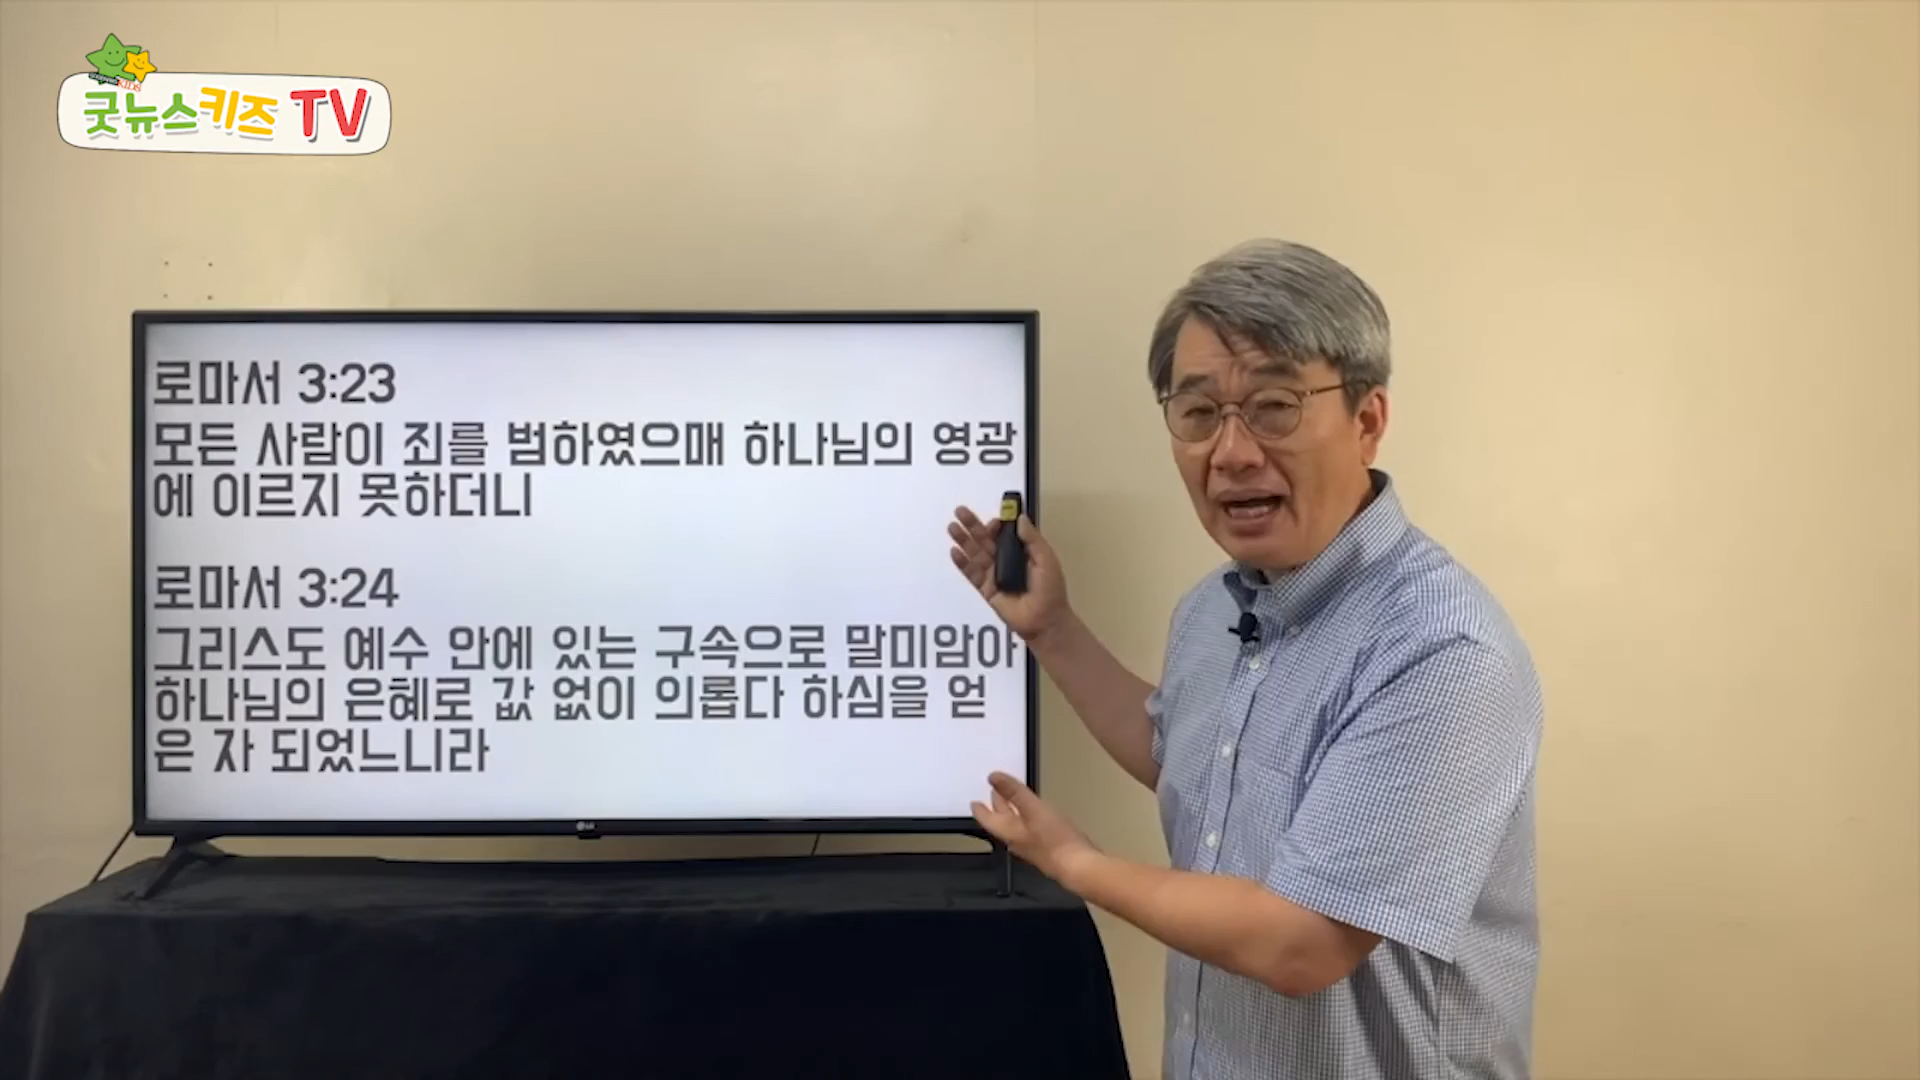 굿뉴스키즈 TV
로마서 3:23
모든 사람이 죄를 범하였으매 하나님의 영광
에 이르지 못하더니
로마서 3:24
그리스도 예수 안에 있는 구속으로 말미암아
하나님의 은혜로 값 없이 의롭다 하심을 얻
은 자 되었느니라
LG